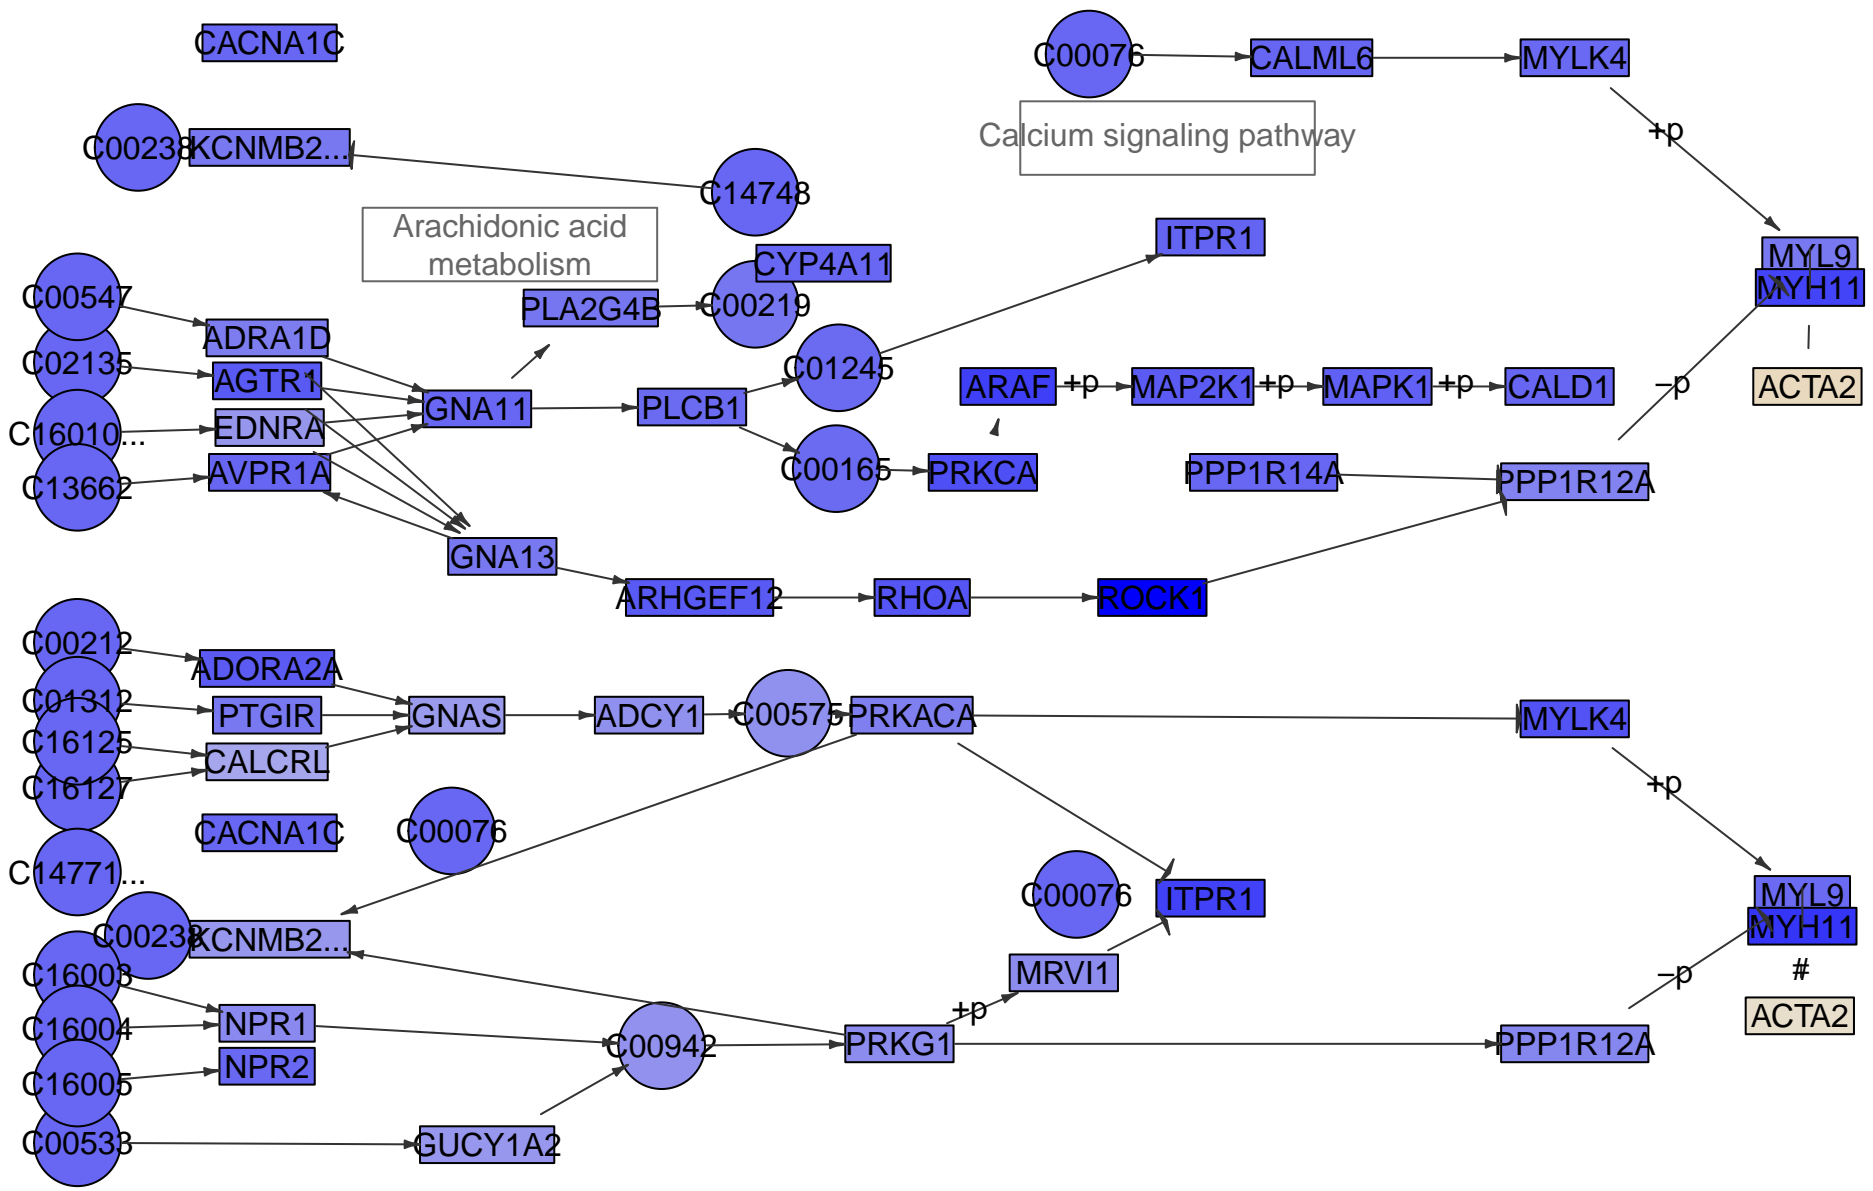 CACNA1C
C00076
CALML6
MYLK4
+p
C00238
KCNMB2...
Calcium signaling pathway
C14748
Arachidonic acid
metabolism
ITPR1
MYL9
MYH11
CYP4A11
C00219
PLA2G4B
C00547
ADRA1D
C02135
AGTR1
C16010...
EDNRA
C13662
AVPR1A
GNA11
PLCB1
C01245
C00165
ARAF
+p
MAP2K1
+p
MAPK1
+p
CALD1
–p
ACTA2
PRKCA
PPP1R14A
PPP1R12A
GNA13
ARHGEF12
RHOA
ROCK1
C00212
ADORA2A
C01312
PTGIR
C16125
CALCRL
C16127
GNAS
ADCY1
C00575
PRKACA
MYLK4
+p
CACNA1C
C00076
C14771...
C00076
ITPR1
MYL9
MYH11
C00238
KCNMB2...
C16003
MRVI1
–p
#
+p
C16004
NPR1
C00942
PRKG1
PPP1R12A
ACTA2
C16005
NPR2
C00533
GUCY1A2